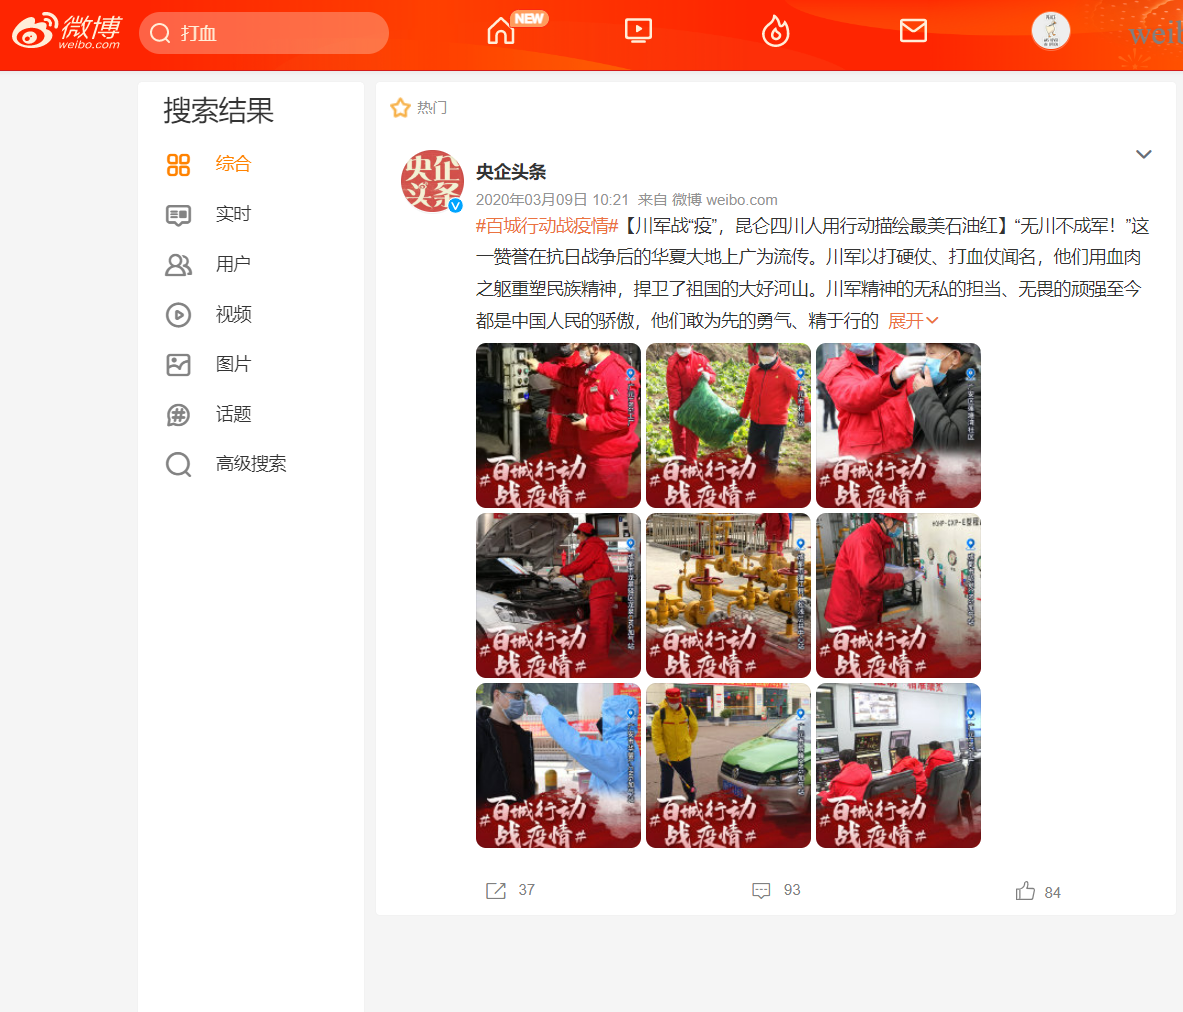 微博
weibo.com
打血
NEW
搜索结果
综合
实时
用户
视频
图片
话题
高级搜索
热门
央企头条
央企头条
2020年03月09日 10:21 来自 微博 weibo.com
#百城行动战疫情#【川军战“疫”，昆仑四川人用行动描绘最美石油红】“无川不成军！”这
一赞誉在抗日战争后的华夏大地上广为流传。川军以打硬仗、打血仗闻名，他们用血肉
之躯重塑民族精神，捍卫了祖国的大好河山。川军精神的无私的担当、无畏的顽强至今
都是中国人民的骄傲，他们敢为先的勇气、精于行的 展开
#百城行动
战疫情#
#百城行动
战疫情#
#百城行动
战疫情#
#百城行动
战疫情#
#百城行动
战疫情#
#百城行动
战疫情#
#百城行动
战疫情#
#百城行动
战疫情#
#百城行动
战疫情#
37
93
84